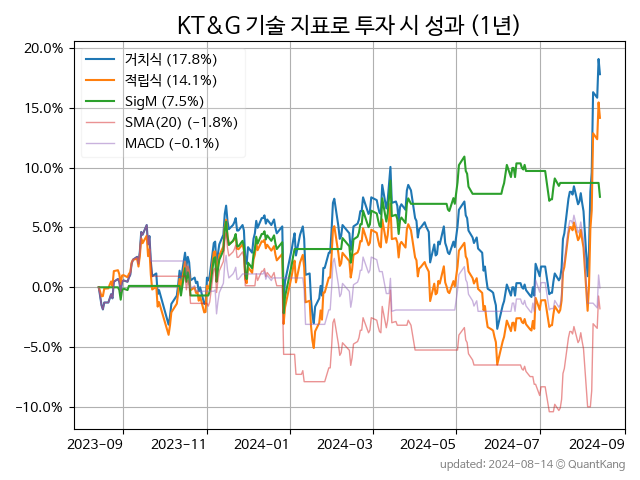 KT&G 기술 지표로 투자 시 성과 (1년)
20.0%
15.0%
10.0%
5.0%
0.0%
−5.0%
−10.0%
거치식 (17.8%)
적립식 (14.1%)
SigM (7.5%)
SMA(20) (−1.8%)
MACD (−0.1%)
2023-09 2023-11 2024-01 2024-03 2024-05 2024-07 2024-09
updated: 2024-08-14 @ QuantKang